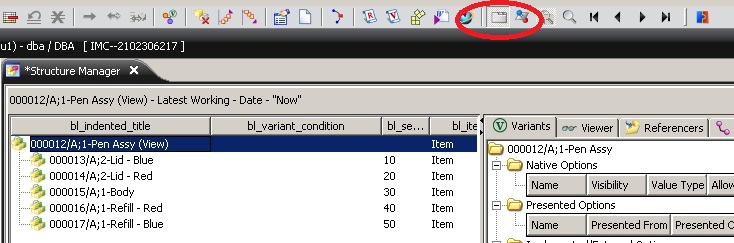 u1) - dba / DBA [ IMC--2102306217 ]
*Structure Manager
000012/A;1-Pen Assy (View) - Latest Working - Date - "Now"
bl_indented_title bl_variant_condition bl_se... bl_ite
000012/A;1-Pen Assy (View) Item
000013/A;2-Lid - Blue 10 Item
000014/A;2-Lid - Red 20 Item
000015/A;1-Body 30 Item
000016/A;1-Refill - Red 40 Item
000017/A;1-Refill - Blue 50 Item
Variants Viewer Referencers
000012/A;1-Pen Assy
Native Options
Name Visibility Value Type Allow
Presented Options
Name Presented From Presented O